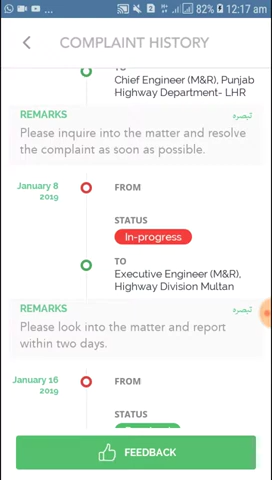 82% 12:17 am
COMPLAINT HISTORY
TO
Chief Engineer (M&R), Punjab
Highway Department- LHR
REMARKS تبصرہ
Please inquire into the matter and resolve
the complaint as soon as possible.
January 8
2019
FROM
STATUS
In-progress
TO
Executive Engineer (M&R),
Highway Division Multan
REMARKS تبصرہ
Please look into the matter and report
within two days.
January 16
2019
FROM
STATUS
FEEDBACK